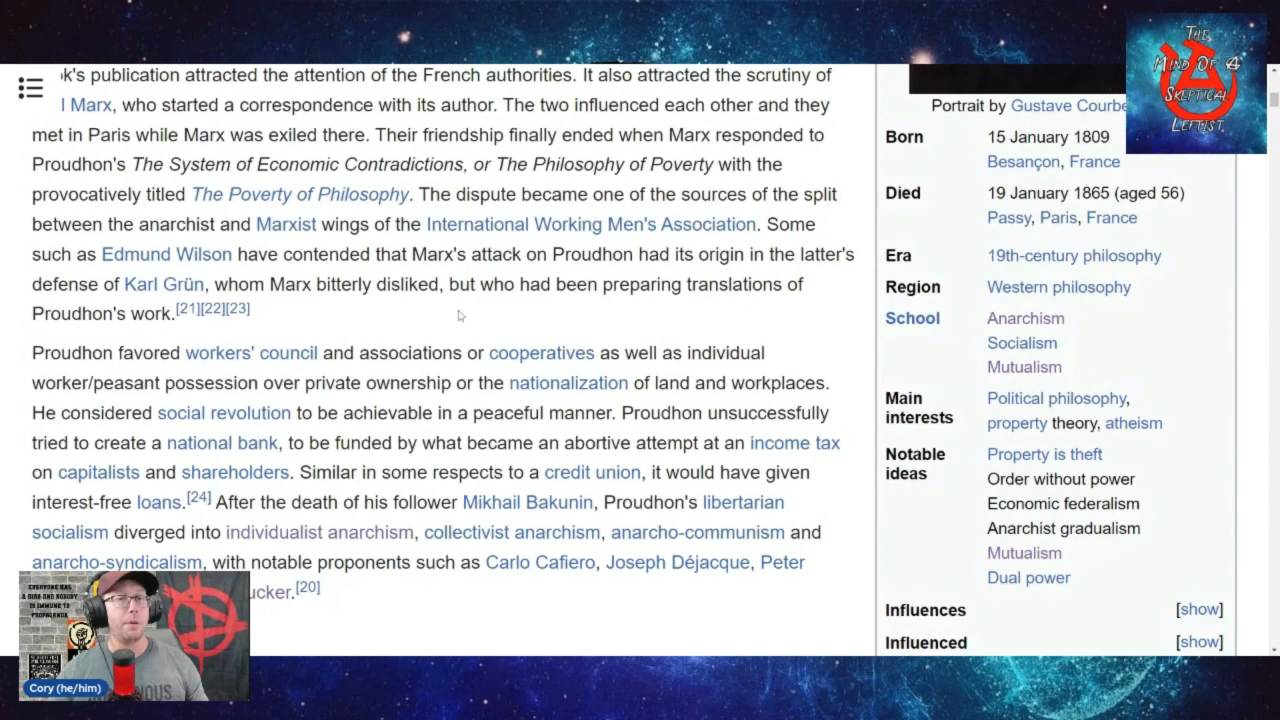 k's publication attracted the attention of the French authorities. It also attracted the scrutiny of
l Marx, who started a correspondence with its author. The two influenced each other and they
met in Paris while Marx was exiled there. Their friendship finally ended when Marx responded to
Proudhon's The System of Economic Contradictions, or The Philosophy of Poverty with the
provocatively titled The Poverty of Philosophy. The dispute became one of the sources of the split
between the anarchist and Marxist wings of the International Working Men's Association. Some
such as Edmund Wilson have contended that Marx's attack on Proudhon had its origin in the latter's
defense of Karl Grün, whom Marx bitterly disliked, but who had been preparing translations of
Proudhon's work.[21][22][23]
Proudhon favored workers' council and associations or cooperatives as well as individual
worker/peasant possession over private ownership or the nationalization of land and workplaces.
He considered social revolution to be achievable in a peaceful manner. Proudhon unsuccessfully
tried to create a national bank, to be funded by what became an abortive attempt at an income tax
on capitalists and shareholders. Similar in some respects to a credit union, it would have given
interest-free loans.[24] After the death of his follower Mikhail Bakunin, Proudhon's libertarian
socialism diverged into individualist anarchism, collectivist anarchism, anarcho-communism and
anarcho-syndicalism, with notable proponents such as Carlo Cafiero, Joseph Déjacque, Peter
ucker.[20]
Portrait by Gustave Courbe
Born 15 January 1809
Besançon, France
Died 19 January 1865 (aged 56)
Passy, Paris, France
Era 19th-century philosophy
Region Western philosophy
School Anarchism
Socialism
Mutualism
Main interests Political philosophy,
property theory, atheism
Notable ideas Property is theft
Order without power
Economic federalism
Anarchist gradualism
Mutualism
Dual power
Influences [show]
Influenced [show]
THE
MIND OF A
SKEPTICAL
LEFTIST
EVERYONE HAS
A BIAS AND NOBODY
IS IMMUNE TO
PROPAGANDA
Cory (he/him)